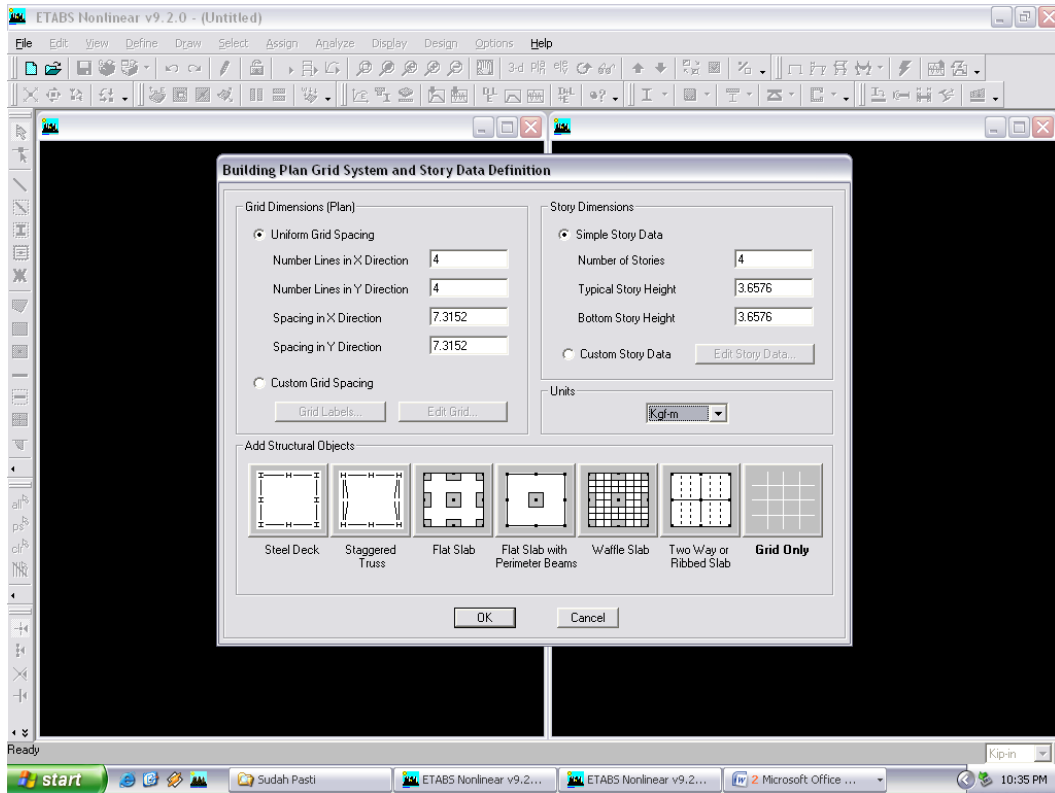 ETABS Nonlinear v9.2.0 - (Untitled)
File Edit View Define Draw Select Assign Analyze Display Design Options Help
3-d
Building Plan Grid System and Story Data Definition
Grid Dimensions (Plan)
Uniform Grid Spacing
Number Lines in X Direction 4
Number Lines in Y Direction 4
Spacing in X Direction 7.3152
Spacing in Y Direction 7.3152
Custom Grid Spacing
Grid Labels... Edit Grid...
Story Dimensions
Simple Story Data
Number of Stories 4
Typical Story Height 3.6576
Bottom Story Height 3.6576
Custom Story Data Edit Story Data...
Units
Kgf-m
Add Structural Objects
Steel Deck
Staggered
Truss
Flat Slab
Flat Slab with
Perimeter Beams
Waffle Slab
Two Way or
Ribbed Slab
Grid Only
OK Cancel
all
ps
clr
Ready Kip-in
start Sudah Pasti ETABS Nonlinear v9.2... ETABS Nonlinear v9.2... 2 Microsoft Office ... 10:35 PM